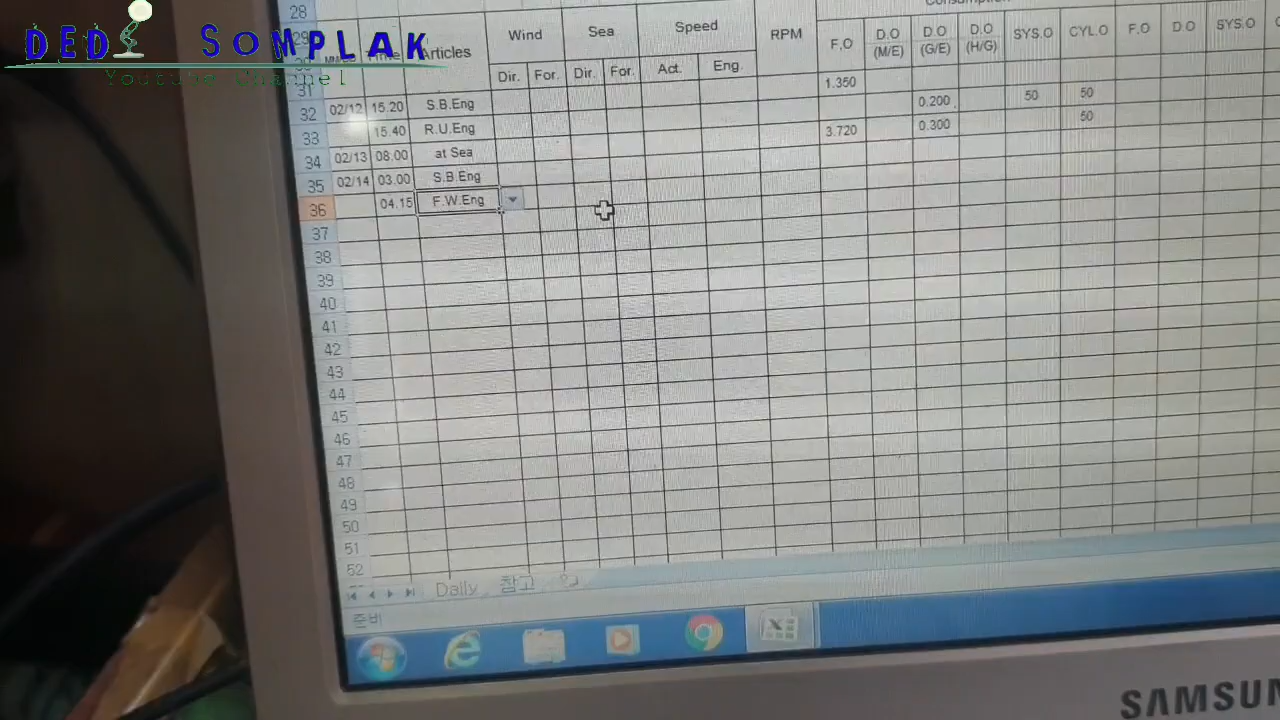 DEDI SOMPLAK
Youtube Channel
28
29 Articles Wind Sea Speed RPM F.O D.O (M/E) D.O (G/E) D.O (H/G) SYS.O CYL.O F.O D.O SYS.O
Dir. For. Dir. For. Act. Eng.
31 1.350
32 02/12 15.20 S.B.Eng 0.200 50 50
33 15.40 R.U.Eng 3.720 0.300 50
34 02/13 08.00 at Sea
35 02/14 03.00 S.B.Eng
36 04.15 F.W.Eng
37
38
39
40
41
42
43
44
45
46
47
48
49
50
51
52
Daily 참고
준비
SAMSUN